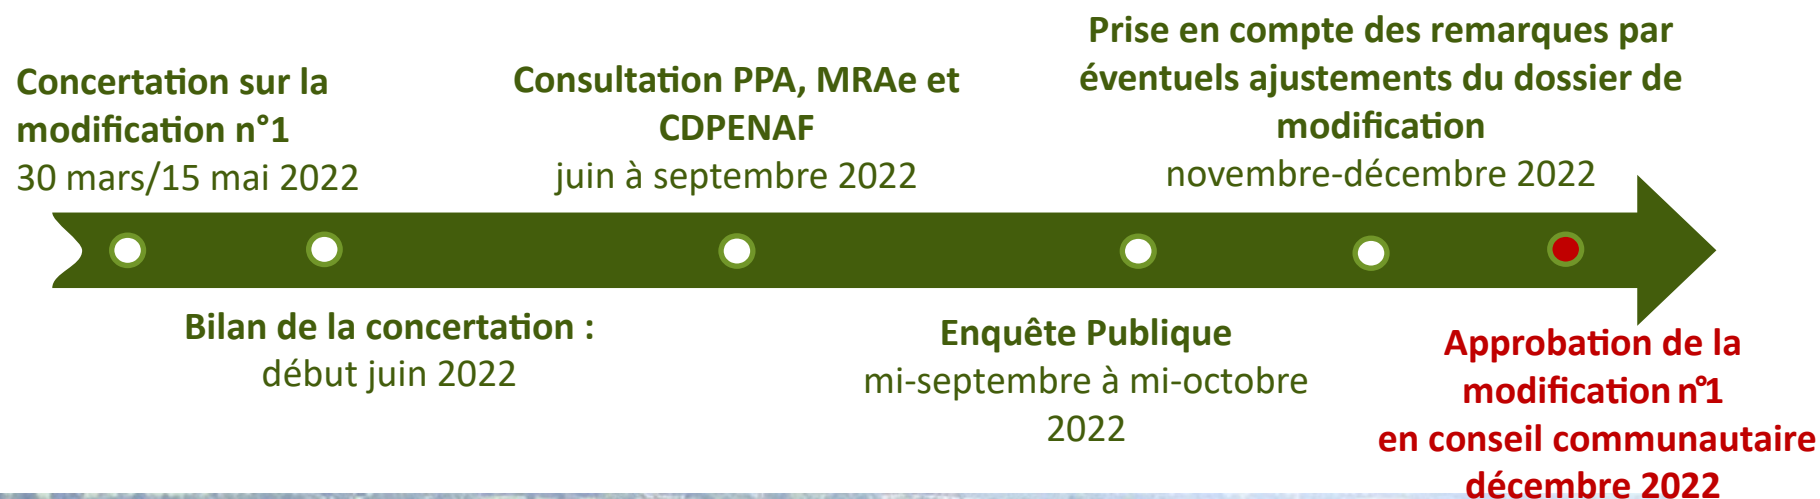 Concertation sur la
modification n°1
30 mars/15 mai 2022
Consultation PPA, MRAe et
CDPENAF
juin à septembre 2022
Prise en compte des remarques par
éventuels ajustements du dossier de
modification
novembre-décembre 2022
Bilan de la concertation :
début juin 2022
Enquête Publique
mi-septembre à mi-octobre
2022
Approbation de la
modification n°1
en conseil communautaire
décembre 2022